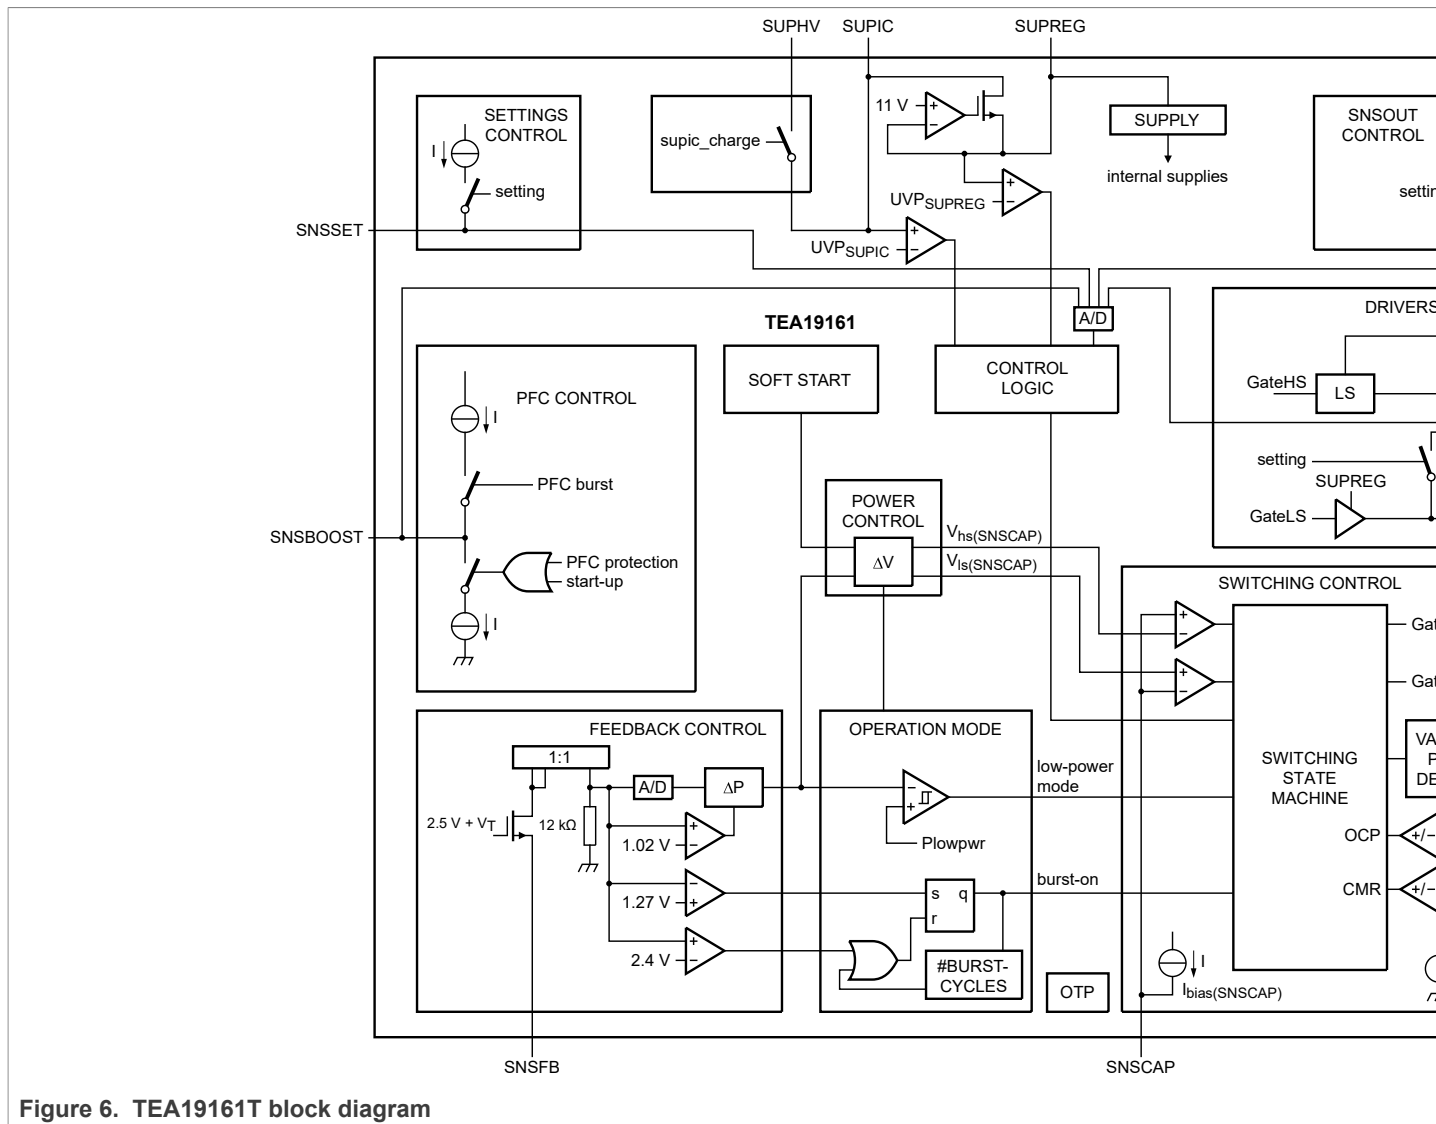 SUPHV
SUPIC
SUPREG
SETTINGS
CONTROL
I
setting
supic_charge
11 V
+
−
SUPPLY
internal supplies
SNSOUT
CONTROL
UVPSUPREG
+
−
SNSSET
UVPSUPIC
+
−
TEA19161
A/D
DRIVERS
PFC CONTROL
I
PFC burst
SOFT START
CONTROL
LOGIC
GateHS
LS
setting
SUPREG
GateLS
SNSBOOST
PFC protection
start-up
I
POWER
CONTROL
ΔV
Vhs(SNSCAP)
Vls(SNSCAP)
SWITCHING CONTROL
+
−
+
−
SWITCHING
STATE
MACHINE
OCP
+/−
CMR
+/−
I
Ibias(SNSCAP)
FEEDBACK CONTROL
1:1
A/D
ΔP
2.5 V + VT
12 kΩ
1.02 V
+
−
1.27 V
−
+
2.4 V
+
−
OPERATION MODE
−
+
Plowpwr
low-power
mode
s
q
r
burst-on
#BURST-
CYCLES
OTP
SNSFB
SNSCAP
Figure 6. TEA19161T block diagram